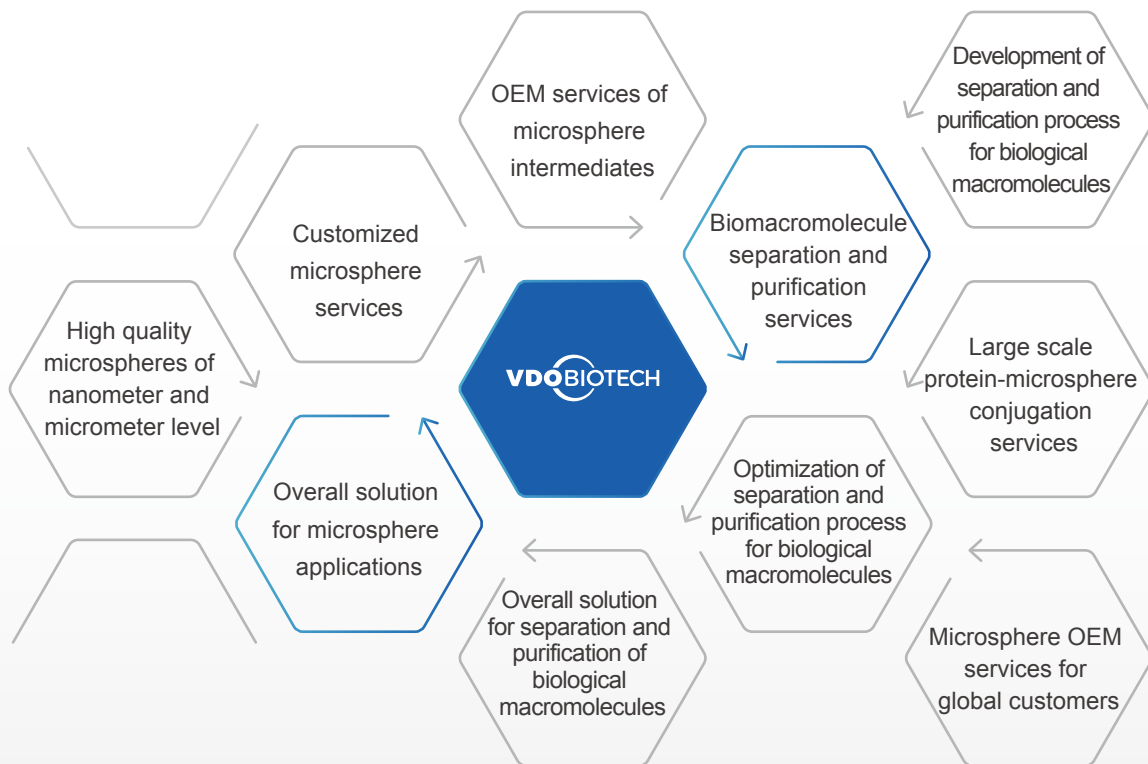 OEM services of
microsphere
intermediates
Development of
separation and
purification process
for biological
macromolecules
Customized
microsphere
services
Biomacromolecule
separation and
purification
services
High quality
microspheres of
nanometer and
micrometer level
VDOBIOTECH
Large scale
protein-microsphere
conjugation
services
Overall solution
for microsphere
applications
Optimization of
separation and
purification process
for biological
macromolecules
Overall solution
for separation and
purification of
biological
macromolecules
Microsphere OEM
services for
global customers